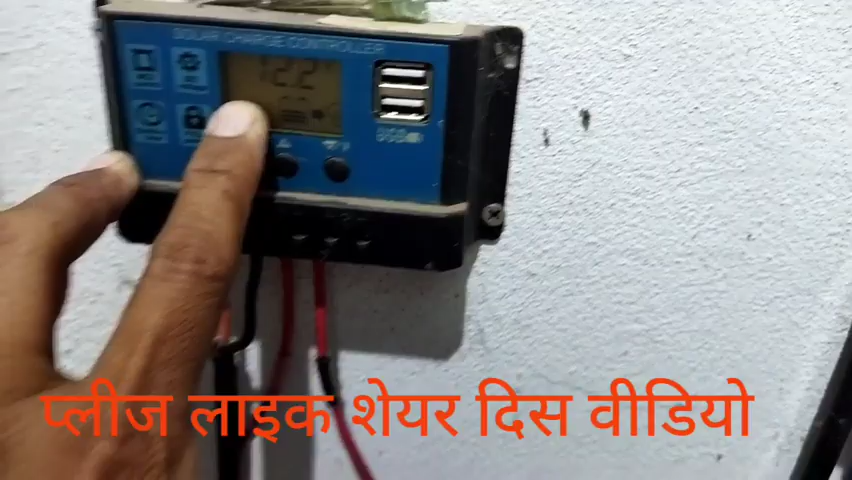 SOLAR CHARGE CONTROLLER
12.2
प्लीज लाइक शेयर दिस वीडियो